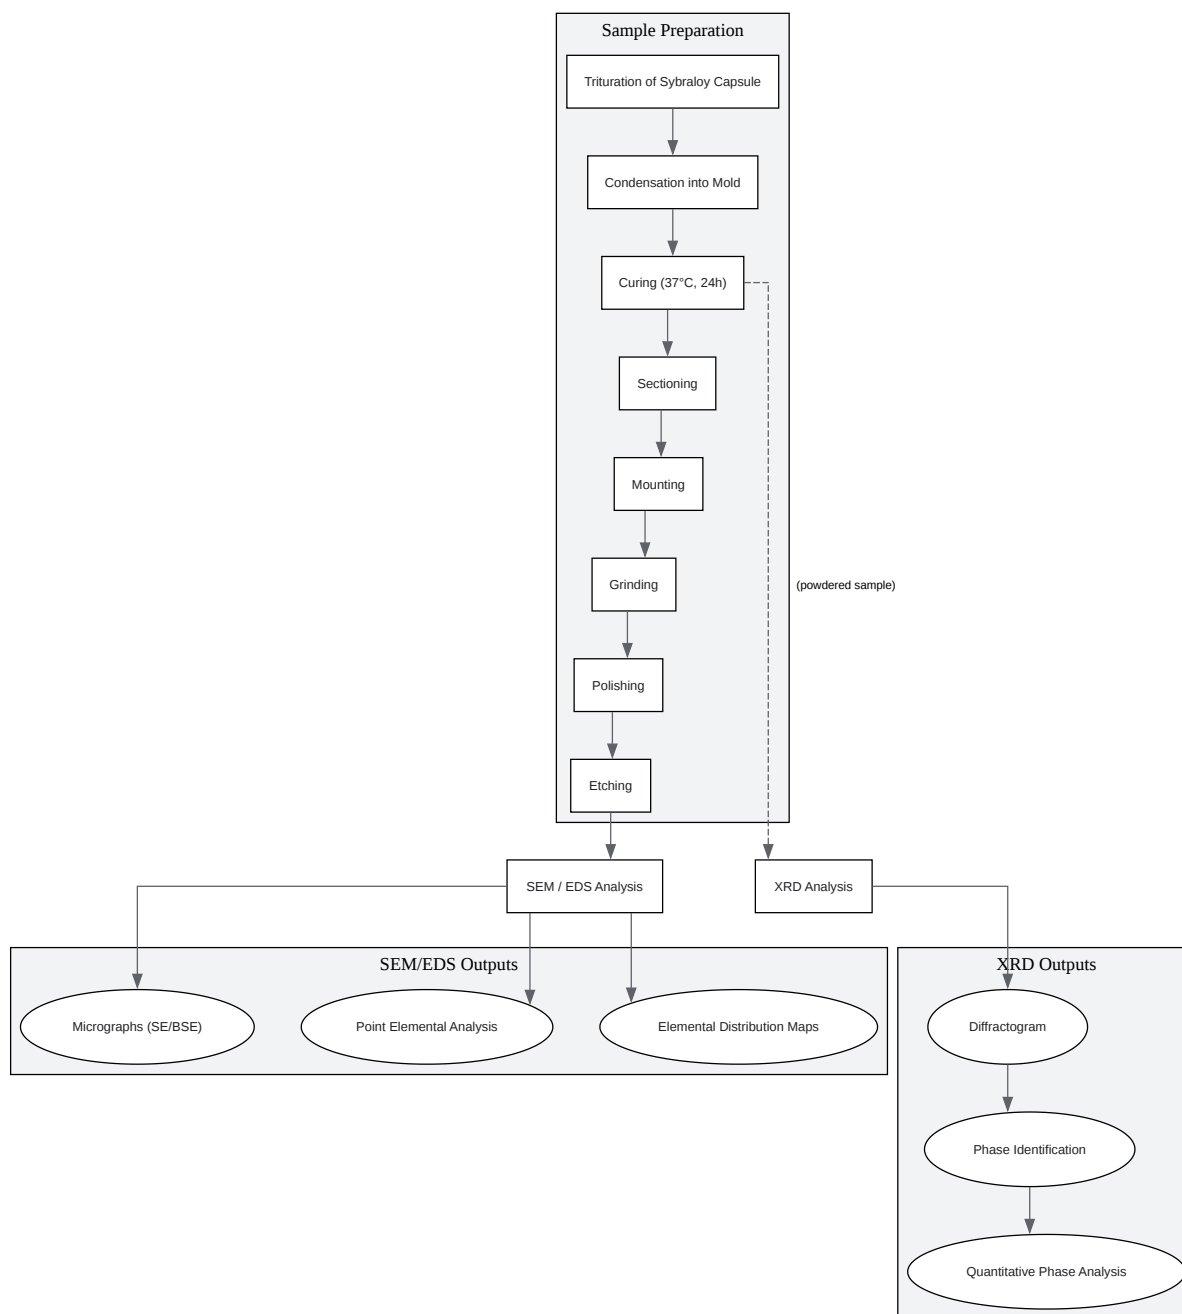 Sample Preparation
Trituration of Sybraloy Capsule
Condensation into Mold
Curing (37°C, 24h)
Sectioning
Mounting
Grinding
(powdered sample)
Polishing
Etching
SEM / EDS Analysis
XRD Analysis
SEM/EDS Outputs
XRD Outputs
Micrographs (SE/BSE)
Point Elemental Analysis
Elemental Distribution Maps
Diffractogram
Phase Identification
Quantitative Phase Analysis